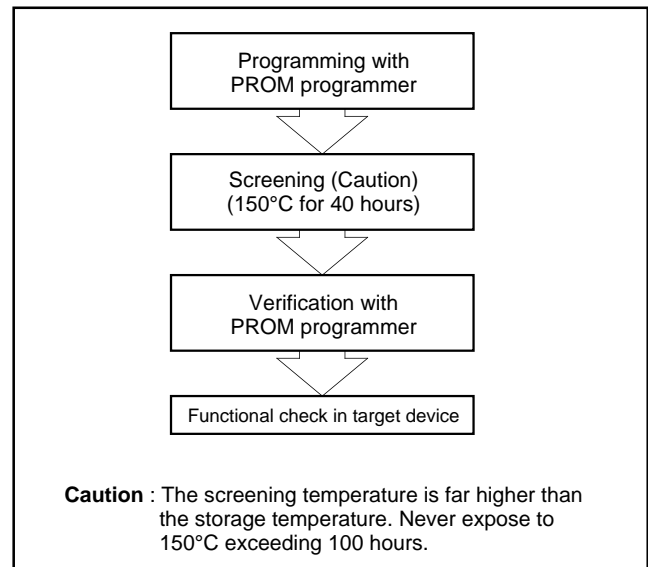 Programming with
PROM programmer
Screening (Caution)
(150°C for 40 hours)
Verification with
PROM programmer
Functional check in target device
Caution : The screening temperature is far higher than
the storage temperature. Never expose to
150°C exceeding 100 hours.